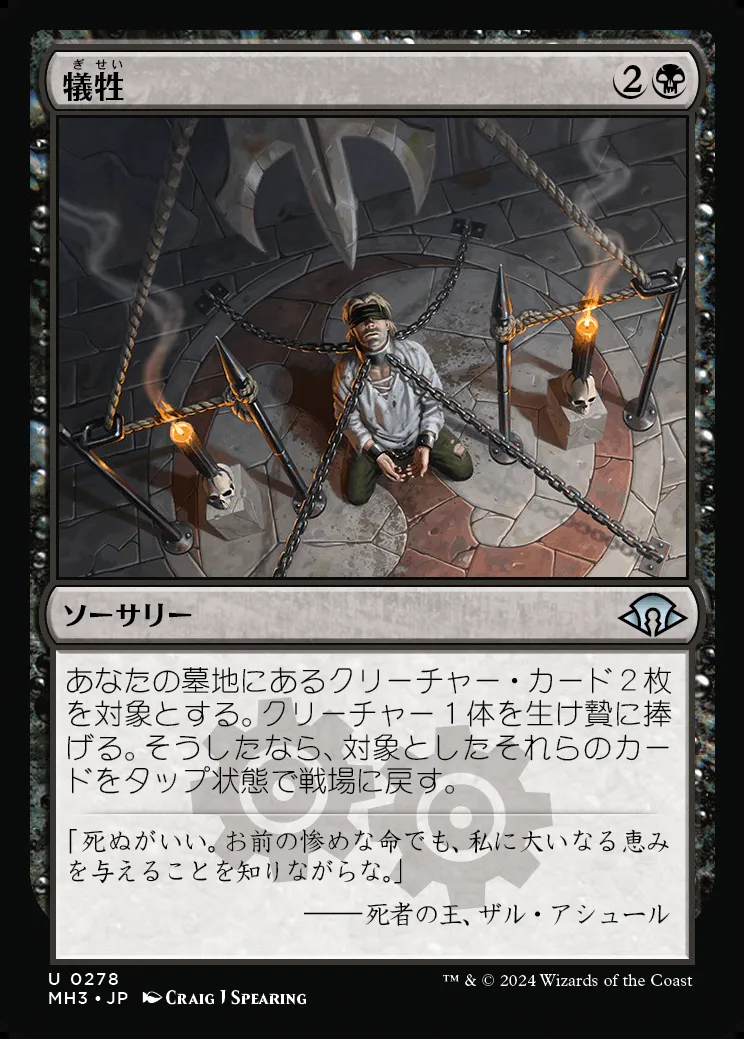 ぎせい
犠牲
2
ソーサリー
あなたの墓地にあるクリーチャー・カード２枚
を対象とする。クリーチャー１体を生け贄に捧
げる。そうしたなら、対象としたそれらのカー
ドをタップ状態で戦場に戻す。
「死ぬがいい。お前の惨めな命でも、私に大いなる恵み
を与えることを知りながらな。」
――死者の王、ザル・アシュール
U 0278
MH3・JP Craig J Spearing
™ & © 2024 Wizards of the Coast